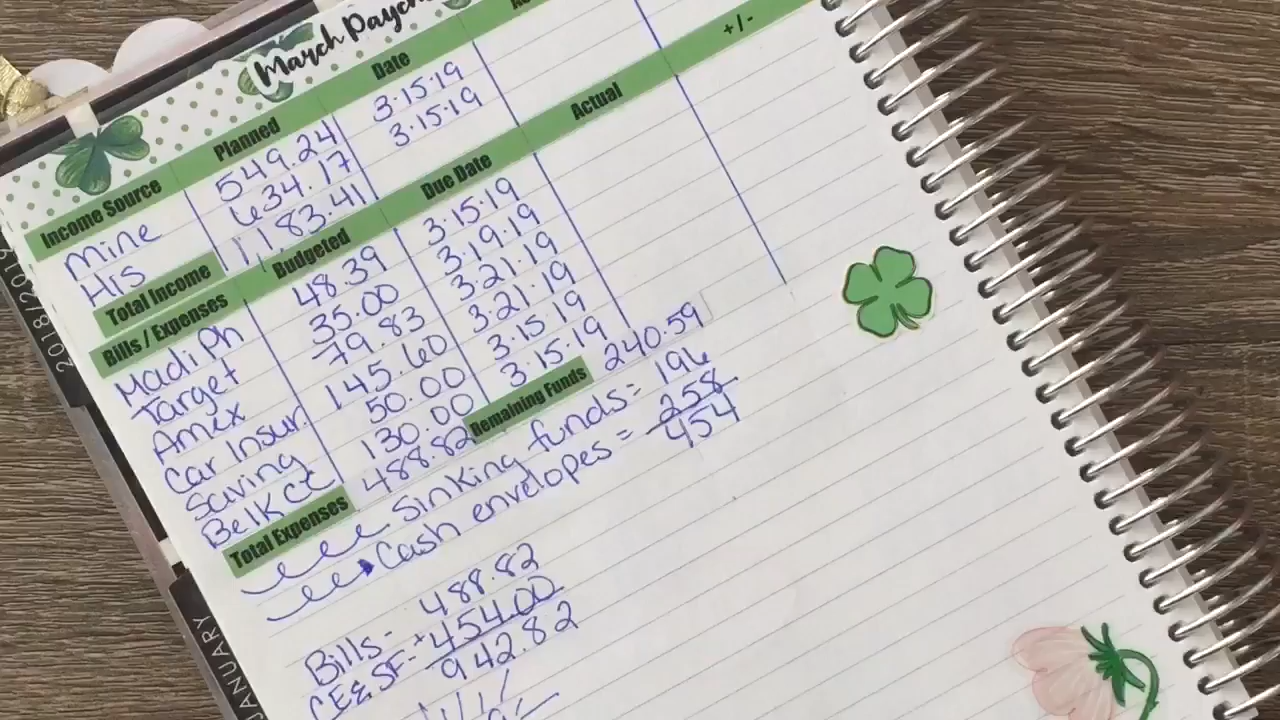 March
Income Source Planned Date
Mine 549.24 3.15.19
His 634.17 3.15.19
Total Income 1,183.41
Bills / Expenses Budgeted Due Date Actual +/-
Madi Ph 48.39 3.15.19
Target 35.00 3.19.19
Amex 79.83 3.21.19
Car Insur. 145.60 3.21.19
Saving 50.00 3.15.19
Belk CC 130.00 3.15.19
Total Expenses 488.82 Remaining Funds 240.59
Sinking funds = 196
Cash envelopes = 258
454
Bills - 488.82
CE & SF = + 454.00
942.82
2018/2019
JANUARY